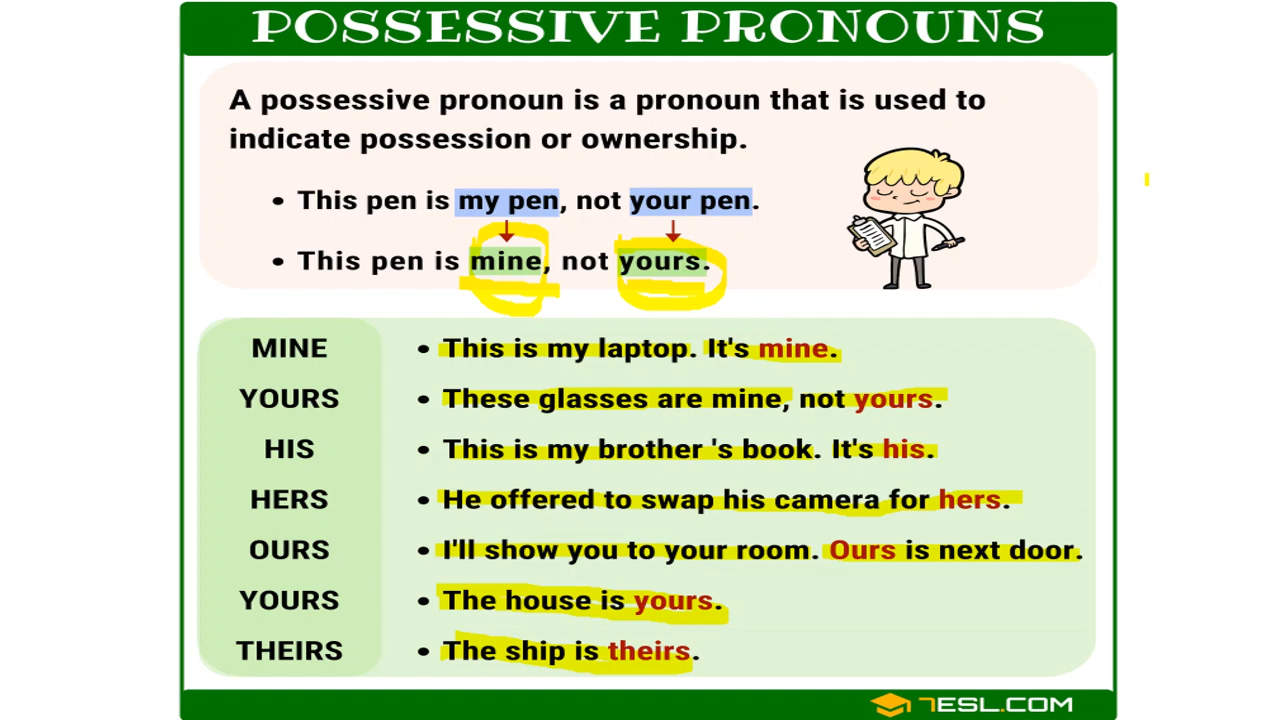 POSSESSIVE PRONOUNS
A possessive pronoun is a pronoun that is used to
indicate possession or ownership.
• This pen is my pen, not your pen.
• This pen is mine, not yours.
MINE • This is my laptop. It's mine.
YOURS • These glasses are mine, not yours.
HIS • This is my brother 's book. It's his.
HERS • He offered to swap his camera for hers.
OURS • I'll show you to your room. Ours is next door.
YOURS • The house is yours.
THEIRS • The ship is theirs.
7ESL.COM